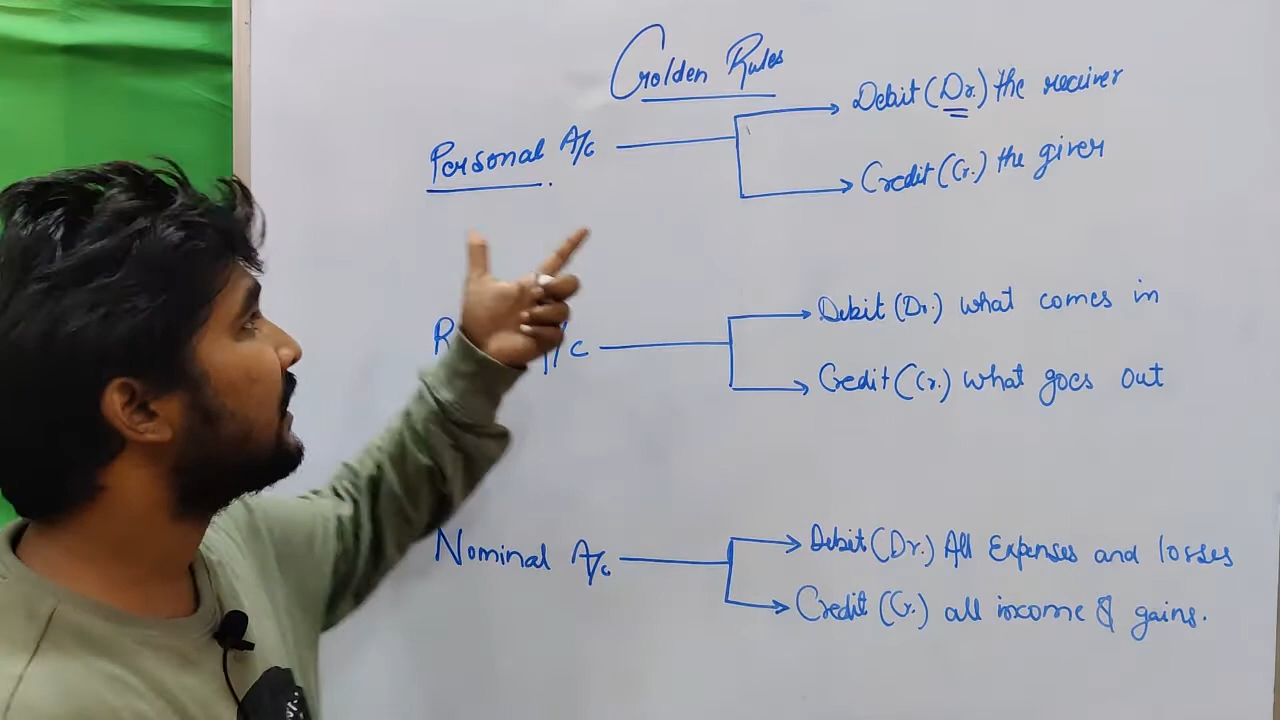 Golden Rules
Personal A/c
Debit (Dr.) the receiver
Credit (Cr.) the giver
Debit (Dr.) what comes in
Credit (Cr.) what goes out
Nominal A/c
Debit (Dr.) All Expenses and losses
Credit (Cr.) all income & gains.